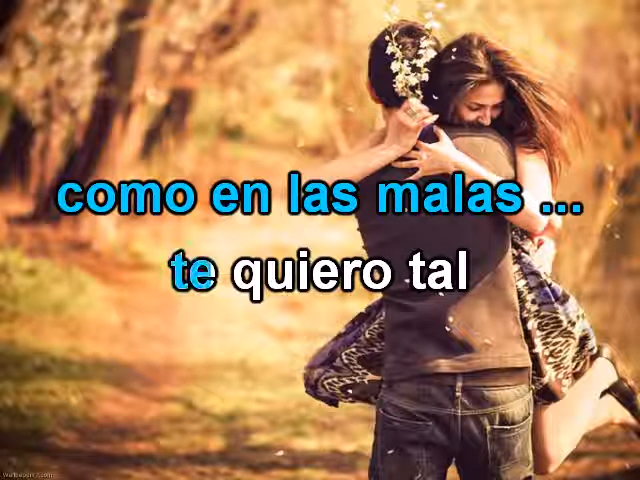 como en las malas ...
te quiero tal